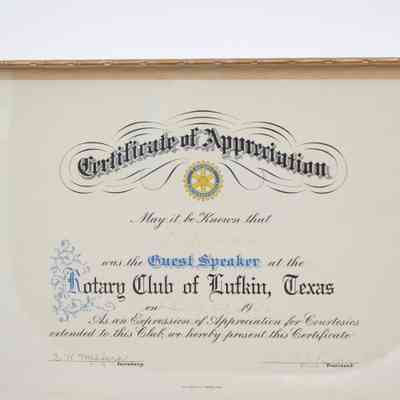 Certificate of Appreciation
May it be Known that
was the Guest Speaker at the
Rotary Club of Lufkin, Texas
on 19
As an Expression of Appreciation for Courtesies
extended to this Club, we hereby present this Certificate
Secretary President